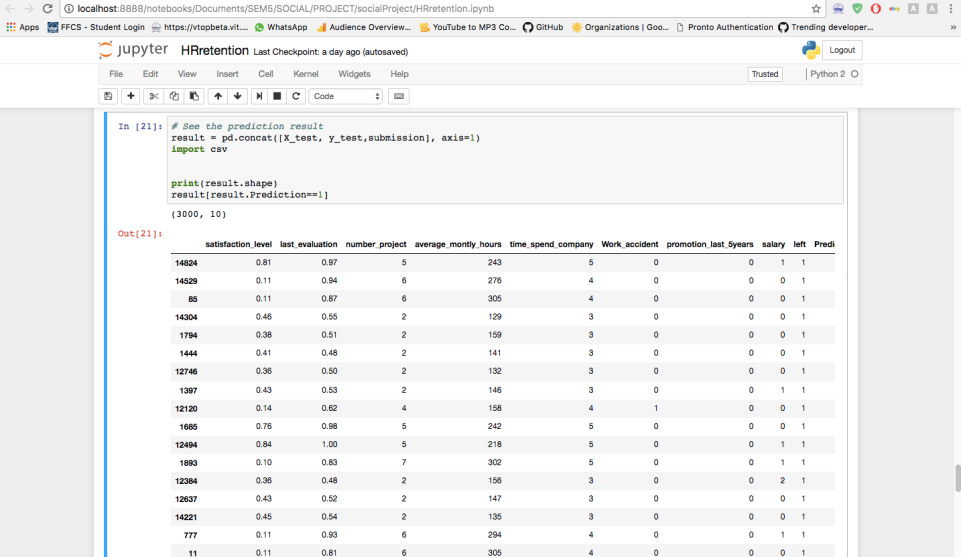 localhost:8888/notebooks/Documents/SEM5/SOCIAL/PROJECT/socialProject/HRretention.ipynb
Apps FFCS - Student Login https://vtopbeta.vit.... WhatsApp Audience Overview... YouTube to MP3 Co... GitHub Organizations | Goo... Pronto Authentication Trending developer... »
jupyter HRretention Last Checkpoint: a day ago (autosaved) Logout
File Edit View Insert Cell Kernel Widgets Help Trusted Python 2
Code
In [21]: # See the prediction result
result = pd.concat([X_test, y_test,submission], axis=1)
import csv
print(result.shape)
result[result.Prediction==1]
(3000, 10)
Out[21]:
satisfaction_level last_evaluation number_project average_montly_hours time_spend_company Work_accident promotion_last_5years salary left Predi
14824 0.81 0.97 5 243 5 0 0 1 1
14529 0.11 0.94 6 276 4 0 0 0 1
85 0.11 0.87 6 305 4 0 0 0 1
14304 0.46 0.55 2 129 3 0 0 0 1
1794 0.38 0.51 2 159 3 0 0 0 1
1444 0.41 0.48 2 141 3 0 0 0 1
12746 0.36 0.50 2 132 3 0 0 0 1
1397 0.43 0.53 2 146 3 0 0 1 1
12120 0.14 0.62 4 158 4 1 0 0 1
1685 0.76 0.98 5 242 5 0 0 0 1
12494 0.84 1.00 5 218 5 0 0 1 1
1893 0.10 0.83 7 302 5 0 0 1 1
12384 0.36 0.48 2 156 3 0 0 2 1
12637 0.43 0.52 2 147 3 0 0 0 1
14221 0.45 0.54 2 135 3 0 0 0 1
777 0.11 0.93 6 294 4 0 0 1 1
11 0.11 0.81 6 305 4 0 0 0 1